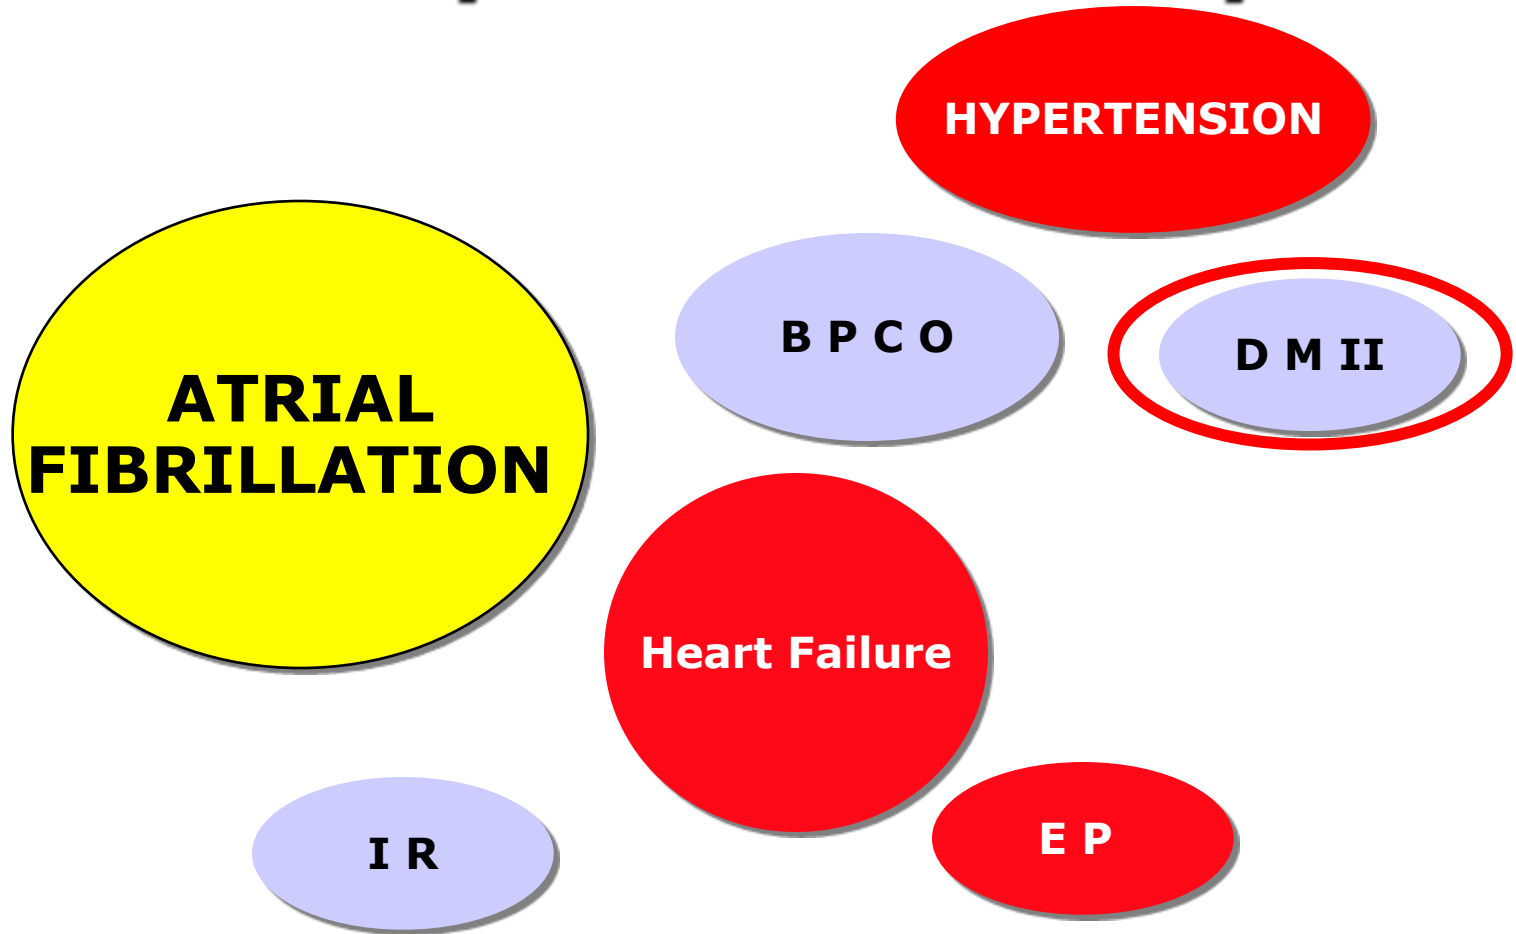 HYPERTENSION
B P C O
D M II
ATRIAL
FIBRILLATION
Heart Failure
E P
I R